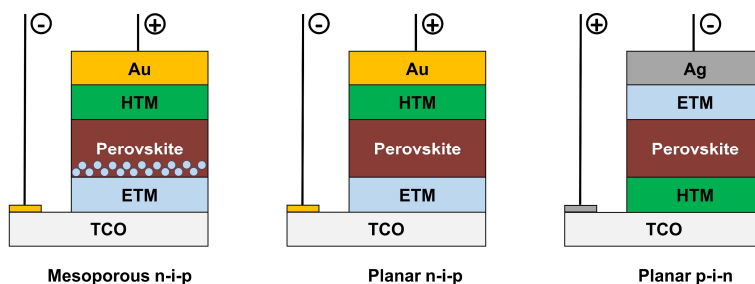 - +
Au
HTM
Perovskite
ETM
TCO
Mesoporous n-i-p
- +
Au
HTM
Perovskite
ETM
TCO
Planar n-i-p
+ -
Ag
ETM
Perovskite
HTM
TCO
Planar p-i-n